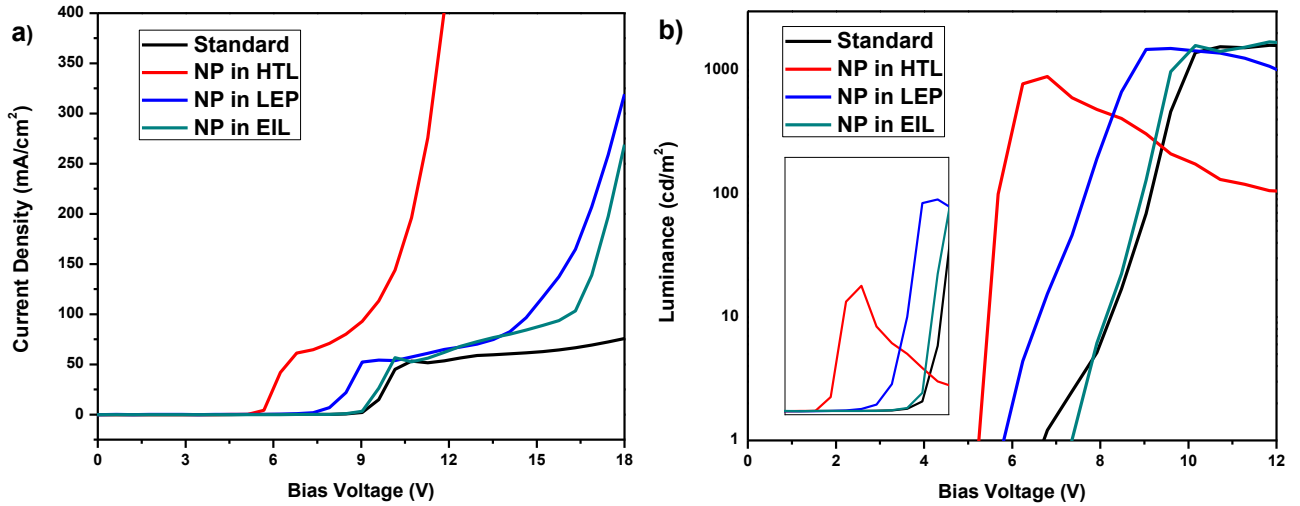 a)
Standard
NP in HTL
NP in LEP
NP in EIL
Current Density (mA/cm²)
400
350
300
250
200
150
100
50
0
0 3 6 9 12 15 18
Bias Voltage (V)
b)
Standard
NP in HTL
NP in LEP
NP in EIL
Luminance (cd/m²)
1000
100
10
1
0 2 4 6 8 10 12
Bias Voltage (V)